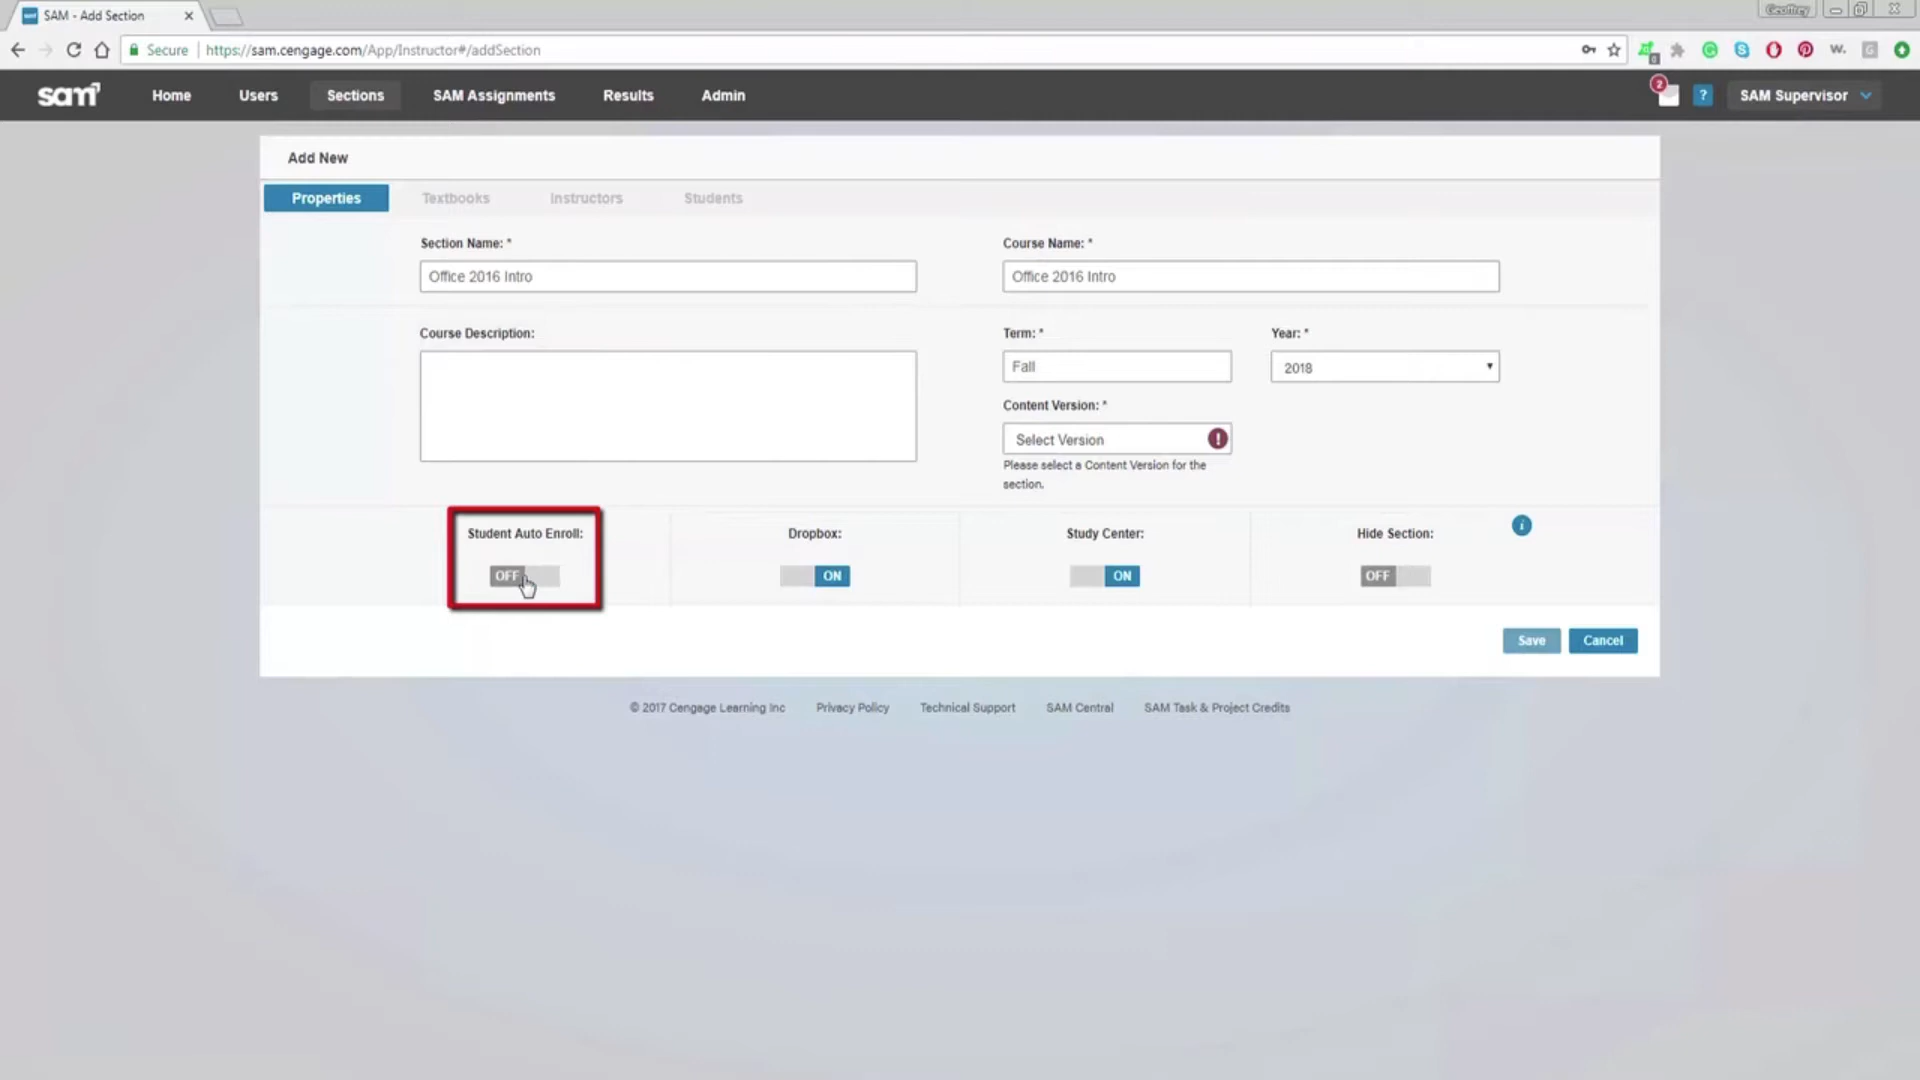 SAM - Add Section
Geoffrey
Secure
https://sam.cengage.com/App/Instructor#/addSection
w.
0
sam
Home
Users
Sections
SAM Assignments
Results
Admin
2
?
SAM Supervisor
Add New
Properties
Textbooks
Instructors
Students
Section Name: *
Course Name: *
Office 2016 Intro
Office 2016 Intro
Course Description:
Term: *
Year: *
Fall
2018
Content Version: *
Select Version
!
Please select a Content Version for the
section.
Student Auto Enroll:
Dropbox:
Study Center:
Hide Section:
i
OFF
ON
ON
OFF
Save
Cancel
© 2017 Cengage Learning Inc
Privacy Policy
Technical Support
SAM Central
SAM Task & Project Credits